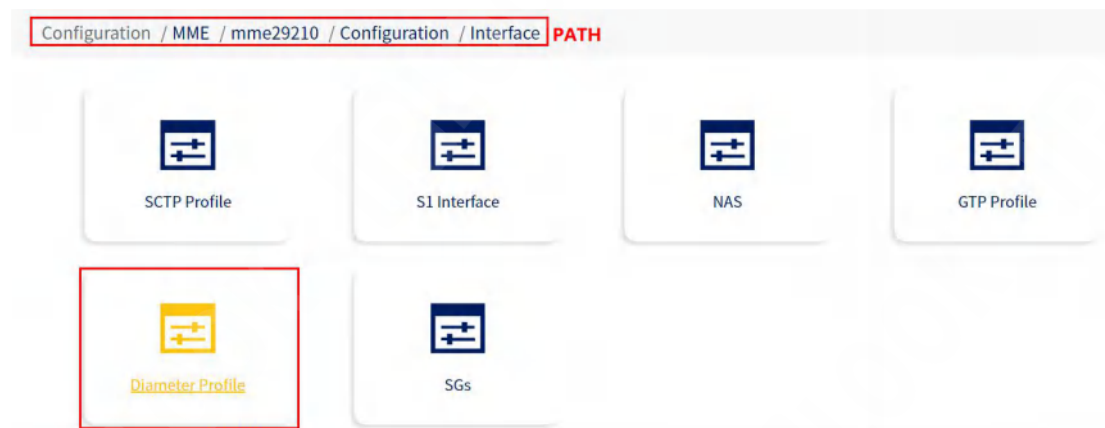 Configuration / MME / mme29210 / Configuration / Interface PATH
SCTP Profile
S1 Interface
NAS
GTP Profile
Diameter Profile
SGs